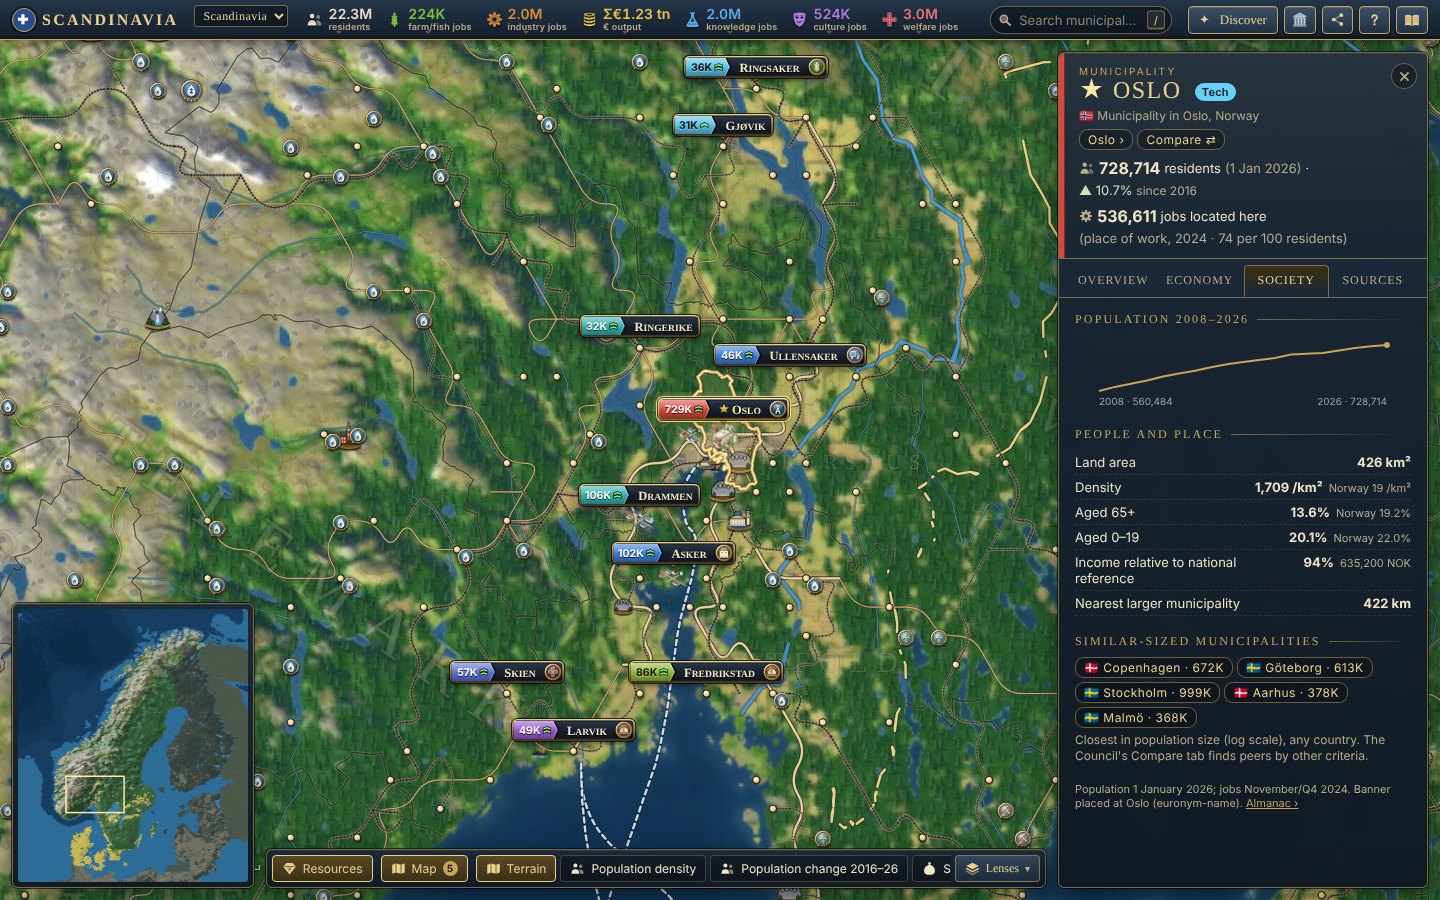 SCANDINAVIA
Scandinavia
22.3M residents
224K farm/fish jobs
2.0M industry jobs
Σ€1.23 tn € output
2.0M knowledge jobs
524K culture jobs
3.0M welfare jobs
Search municipal... /
Discover
?
36K RINGSAKER
31K GJØVIK
32K RINGERIKE
46K ULLENSAKER
729K OSLO
106K DRAMMEN
102K ASKER
57K SKIEN
86K FREDRIKSTAD
49K LARVIK
MUNICIPALITY
OSLO Tech
Municipality in Oslo, Norway
Oslo › Compare ⇄
728,714 residents (1 Jan 2026) ·
▲ 10.7% since 2016
536,611 jobs located here
(place of work, 2024 · 74 per 100 residents)
OVERVIEW ECONOMY SOCIETY SOURCES
POPULATION 2008–2026
2008 · 560,484 2026 · 728,714
PEOPLE AND PLACE
Land area 426 km²
Density 1,709 /km² Norway 19 /km²
Aged 65+ 13.6% Norway 19.2%
Aged 0–19 20.1% Norway 22.0%
Income relative to national 94% 635,200 NOK
reference
Nearest larger municipality 422 km
SIMILAR-SIZED MUNICIPALITIES
Copenhagen · 672K Göteborg · 613K
Stockholm · 999K Aarhus · 378K
Malmö · 368K
Closest in population size (log scale), any country. The
Council's Compare tab finds peers by other criteria.
Population 1 January 2026; jobs November/Q4 2024. Banner
placed at Oslo (euronym-name). Almanac ›
Resources
Map 5
Terrain
Population density
Population change 2016–26
S
Lenses ▾